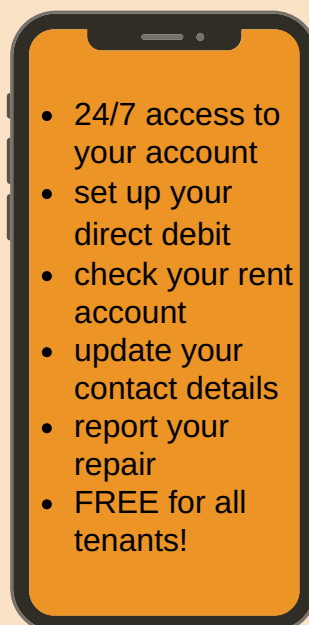 • 24/7 access to
your account
• set up your
direct debit
• check your rent
account
• update your
contact details
• report your
repair
• FREE for all
tenants!